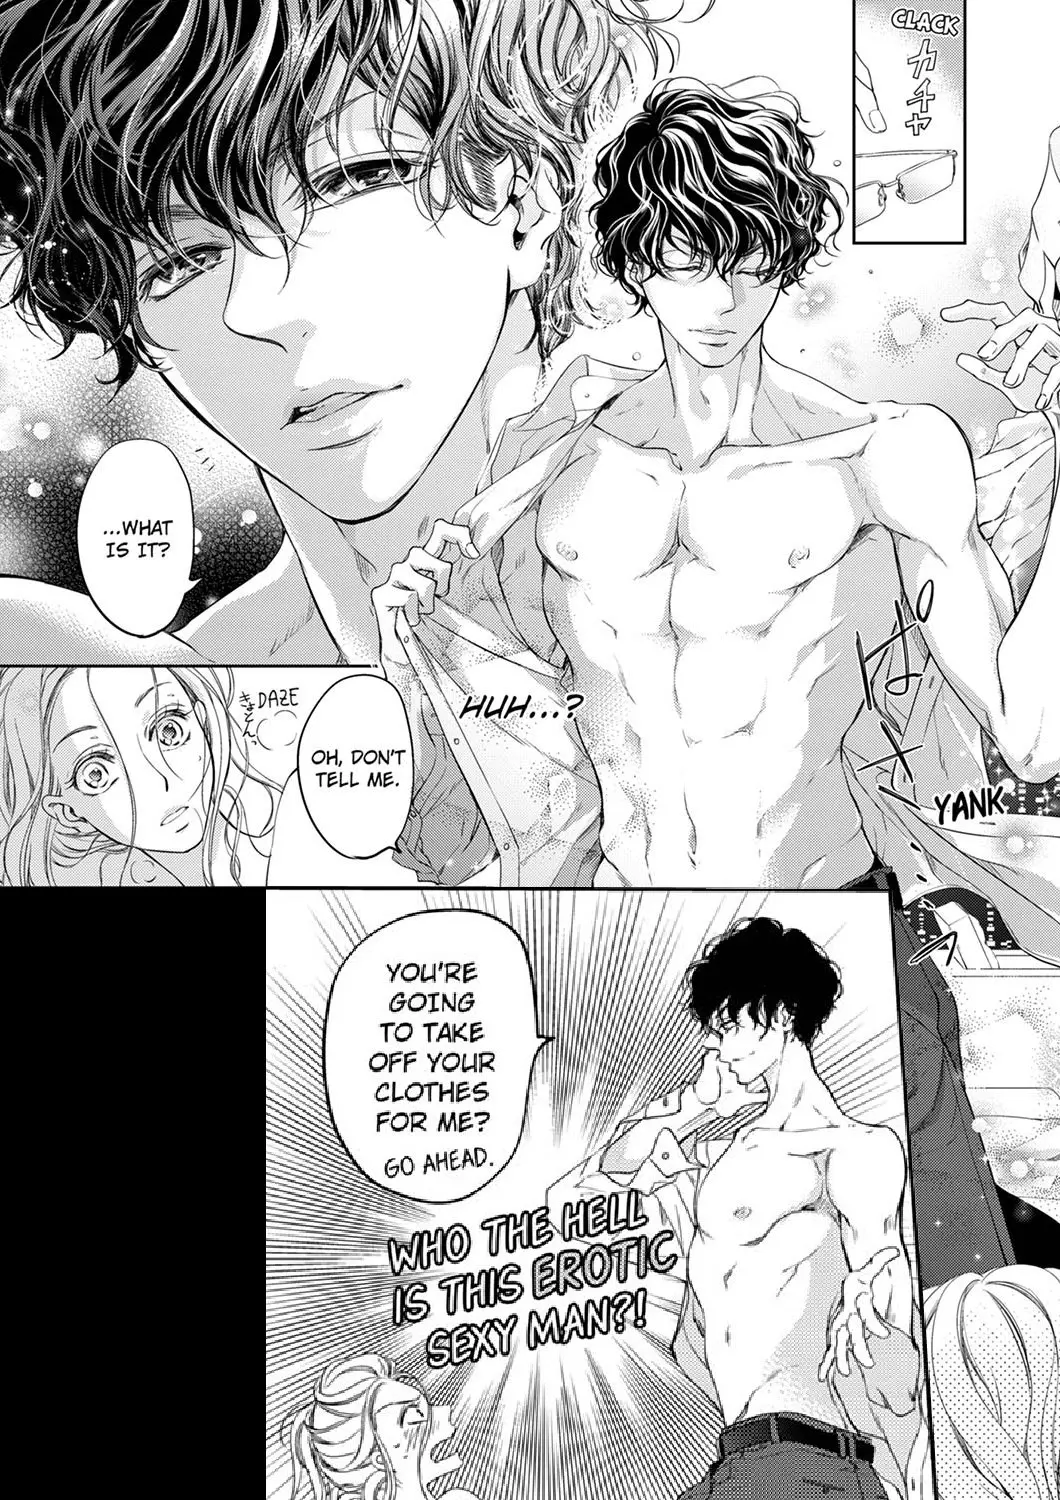 CLACK
カチャ
YANK
HUH...?
...WHAT
IS IT?
OH, DON'T
TELL ME.
DAZE
きょとんっ
YOU'RE
GOING
TO TAKE
OFF YOUR
CLOTHES
FOR ME?
GO AHEAD.
WHO THE HELL
IS THIS EROTIC
SEXY MAN?!